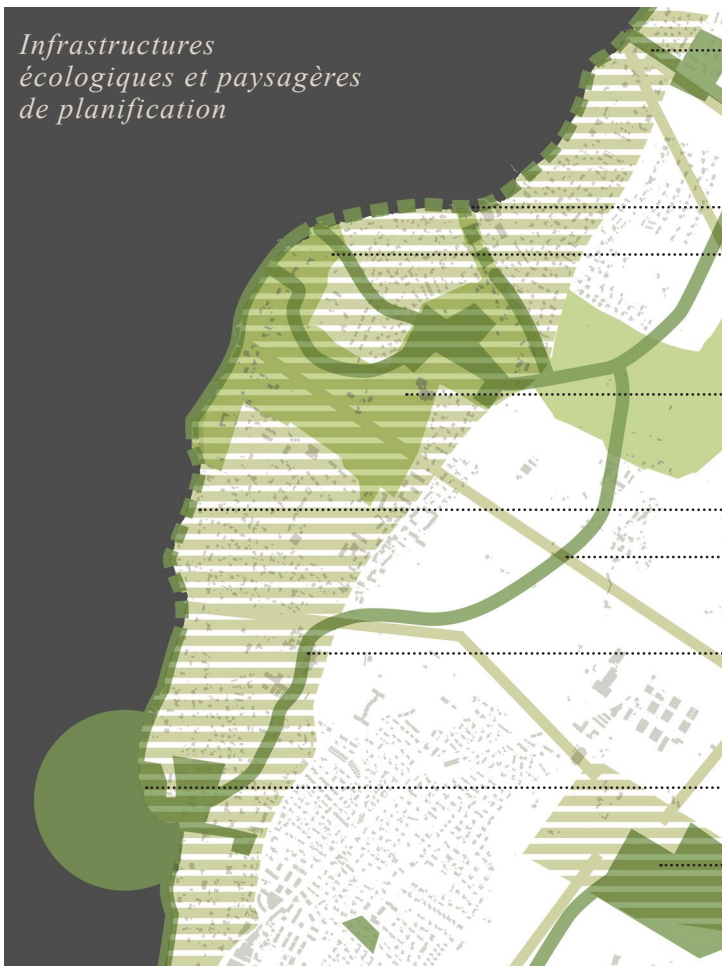 Infrastructures
écologiques et paysagères
de planification